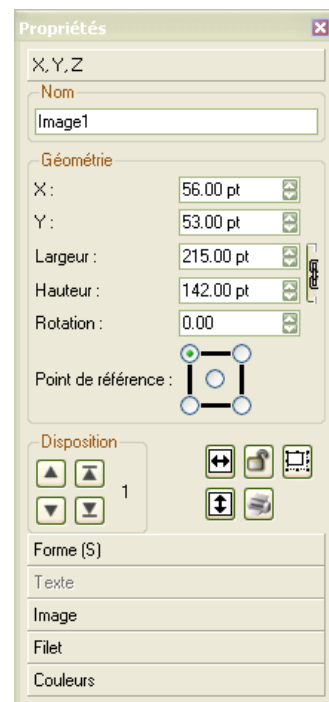 Propriétés
X, Y, Z
Nom
Image1
Géométrie
X : 56.00 pt
Y : 53.00 pt
Largeur : 215.00 pt
Hauteur : 142.00 pt
Rotation : 0.00
Point de référence :
Disposition
1
Forme (S)
Texte
Image
Filet
Couleurs